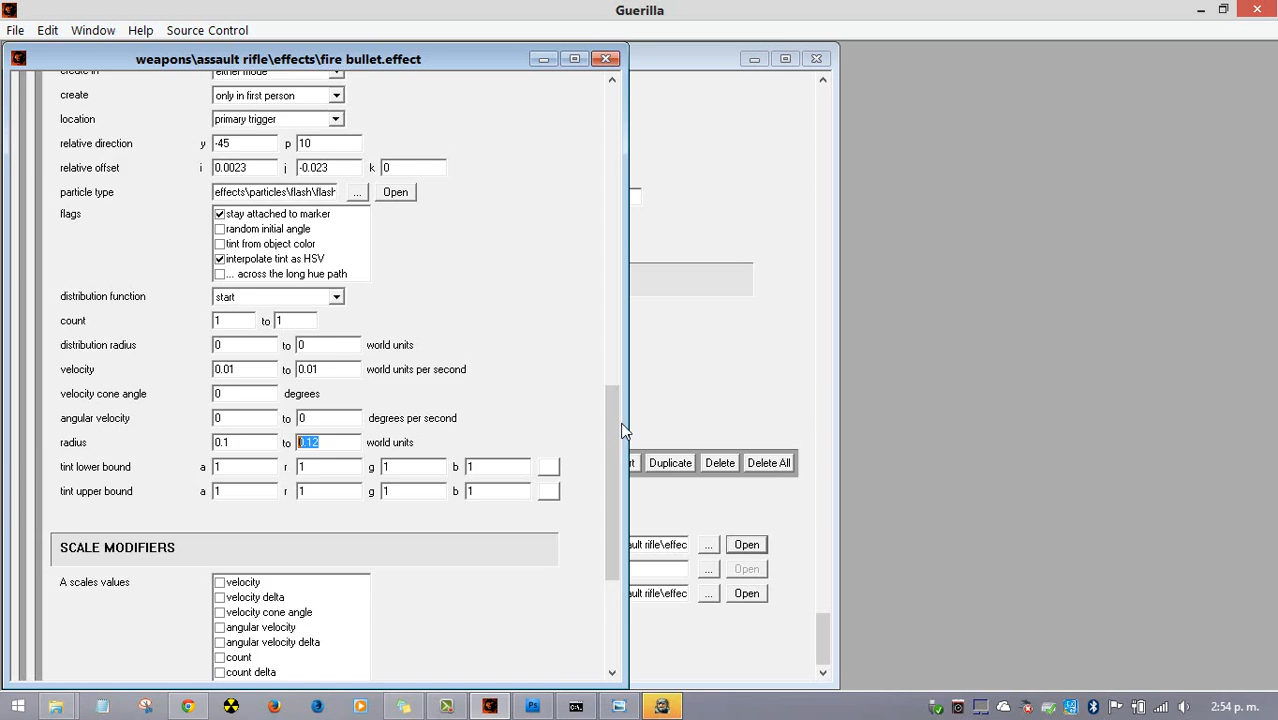 Guerilla
File Edit Window Help Source Control
weapons\assault rifle\effects\fire bullet.effect
create in either mode
create only in first person
location primary trigger
relative direction y -45 p 10
relative offset i 0.0023 j -0.023 k 0
particle type effects\particles\flash\flash ... Open
flags stay attached to marker
random initial angle
tint from object color
interpolate tint as HSV
... across the long hue path
distribution function start
count 1 to 1
distribution radius 0 to 0 world units
velocity 0.01 to 0.01 world units per second
velocity cone angle 0 degrees
angular velocity 0 to 0 degrees per second
radius 0.1 to 0.12 world units
tint lower bound a 1 r 1 g 1 b 1
Duplicate Delete Delete All
tint upper bound a 1 r 1 g 1 b 1
SCALE MODIFIERS
ault rifle\effec ... Open
... Open
ault rifle\effec ... Open
A scales values velocity
velocity delta
velocity cone angle
angular velocity
angular velocity delta
count
count delta
2:54 p. m.